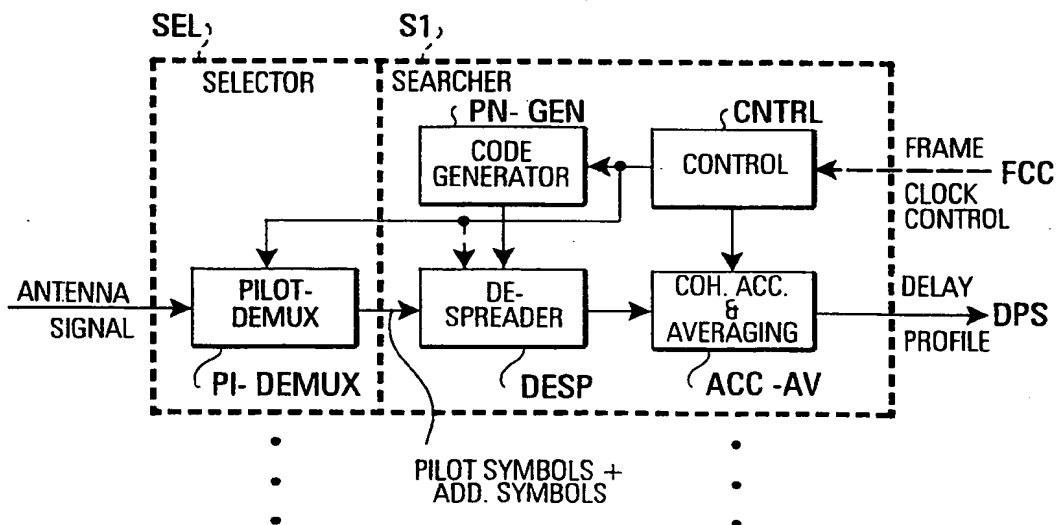 SEL
S1
SELECTOR
SEARCHER
PN- GEN
CNTRL
CODE
GENERATOR
CONTROL
FRAME
FCC
CLOCK
CONTROL
ANTENNA
SIGNAL
PILOT-
DEMUX
DE-
SPREADER
COH. ACC.
&
AVERAGING
DELAY
DPS
PROFILE
PI- DEMUX
DESP
ACC -AV
PILOT SYMBOLS +
ADD. SYMBOLS